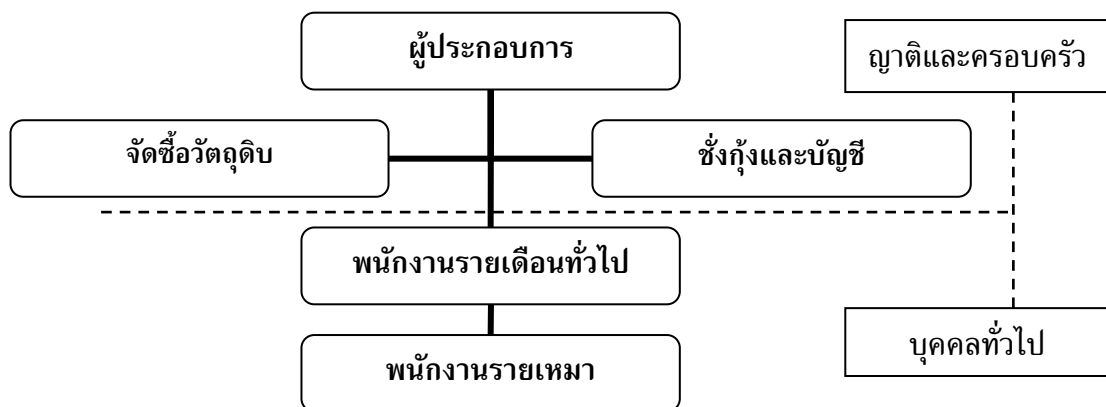 ผู้ประกอบการ
ญาติและครอบครัว
จัดซื้อวัตถุดิบ
ชั่งกุ้งและบัญชี
พนักงานรายเดือนทั่วไป
บุคคลทั่วไป
พนักงานรายเหมา